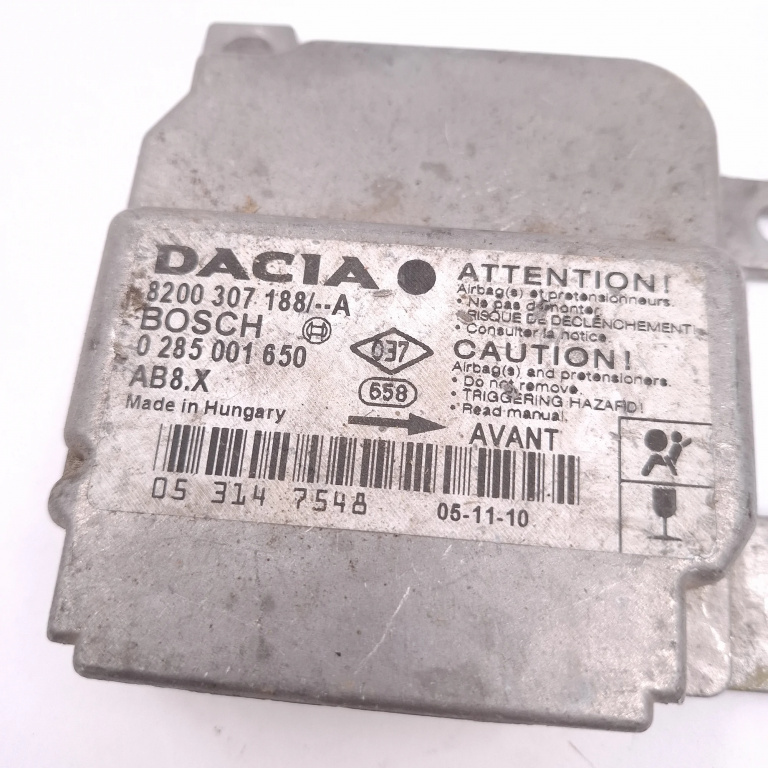 DACIA
8200 307 188/--A
BOSCH
0 285 001 650
AB8.X
Made in Hungary
037
658
ATTENTION!
Airbag(s) et pretensionneurs.
• Ne pas demonter.
RISQUE DE DECLENCHEMENT!
• Consulter la notice.
CAUTION!
Airbag(s) and pretensioners.
• Do not remove.
• TRIGGERING HAZARD!
• Read manual.
AVANT
05 314 7548
05-11-10